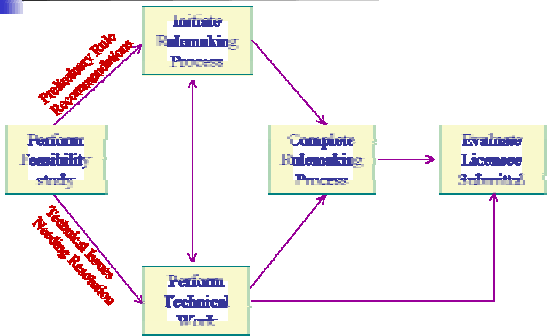 Initiate
Rulemaking
Process
Preliminary Rule
Recommendations
Perform
Feasibility
study
Complete
Rulemaking
Process
Evaluate
Licensee
Submittal
Technical Issues
Needing Resolution
Perform
Technical
Work